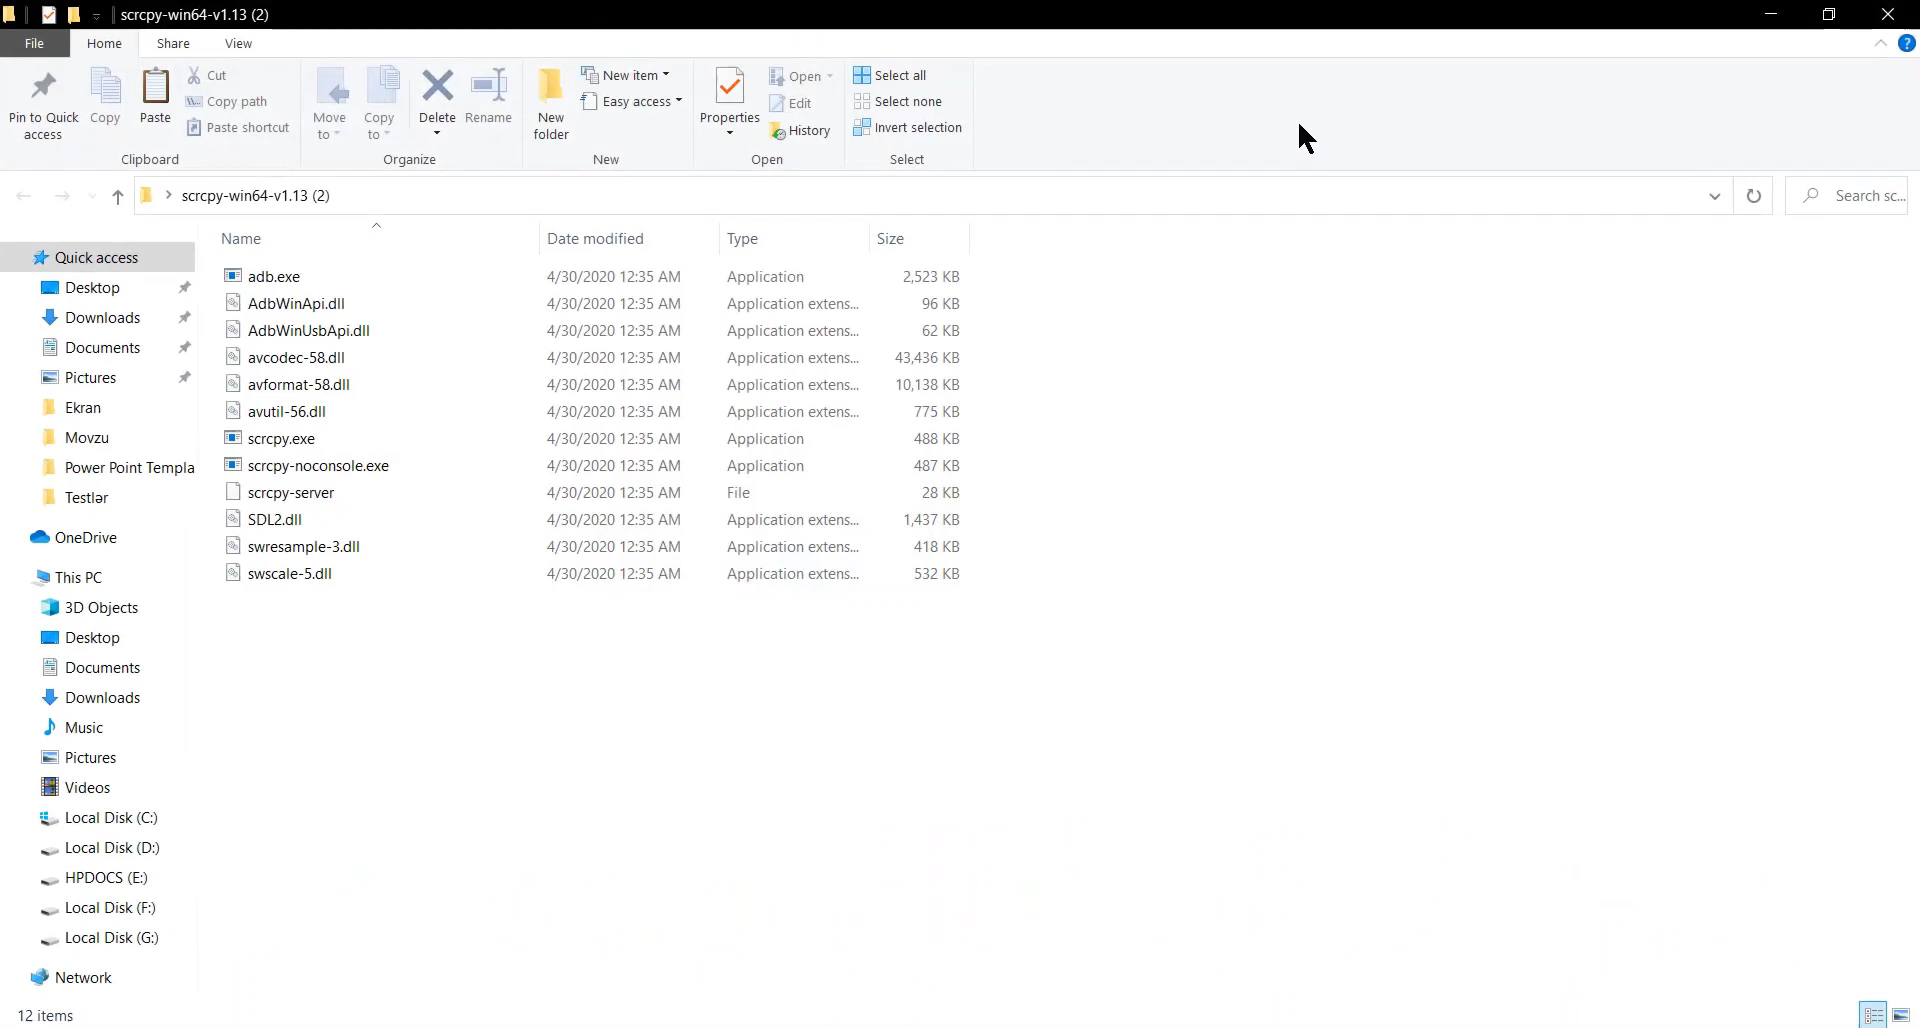 scrcpy-win64-v1.13 (2)
File Home Share View
Pin to Quick access
Copy
Paste
Cut
Copy path
Paste shortcut
Clipboard
Move to
Copy to
Delete
Rename
Organize
New folder
New item
Easy access
New
Properties
Open
Edit
History
Open
Select all
Select none
Invert selection
Select
scrcpy-win64-v1.13 (2)
Search sc...
Quick access
Desktop
Downloads
Documents
Pictures
Ekran
Movzu
Power Point Templa
Testlər
OneDrive
This PC
3D Objects
Desktop
Documents
Downloads
Music
Pictures
Videos
Local Disk (C:)
Local Disk (D:)
HPDOCS (E:)
Local Disk (F:)
Local Disk (G:)
Network
Name Date modified Type Size
adb.exe 4/30/2020 12:35 AM Application 2,523 KB
AdbWinApi.dll 4/30/2020 12:35 AM Application extens... 96 KB
AdbWinUsbApi.dll 4/30/2020 12:35 AM Application extens... 62 KB
avcodec-58.dll 4/30/2020 12:35 AM Application extens... 43,436 KB
avformat-58.dll 4/30/2020 12:35 AM Application extens... 10,138 KB
avutil-56.dll 4/30/2020 12:35 AM Application extens... 775 KB
scrcpy.exe 4/30/2020 12:35 AM Application 488 KB
scrcpy-noconsole.exe 4/30/2020 12:35 AM Application 487 KB
scrcpy-server 4/30/2020 12:35 AM File 28 KB
SDL2.dll 4/30/2020 12:35 AM Application extens... 1,437 KB
swresample-3.dll 4/30/2020 12:35 AM Application extens... 418 KB
swscale-5.dll 4/30/2020 12:35 AM Application extens... 532 KB
12 items